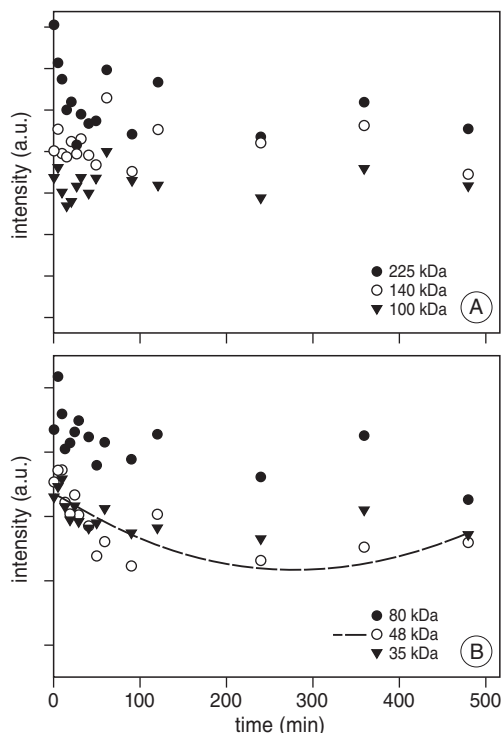 intensity (a.u.)
225 kDa
140 kDa
100 kDa
A
intensity (a.u.)
80 kDa
48 kDa
35 kDa
B
0 100 200 300 400 500
time (min)